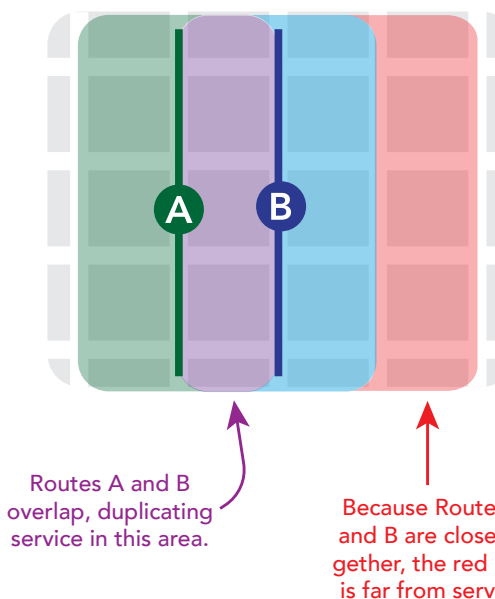 A
B
Routes A and B
overlap, duplicating
service in this area.
Because Route
and B are close
gether, the red
is far from serv